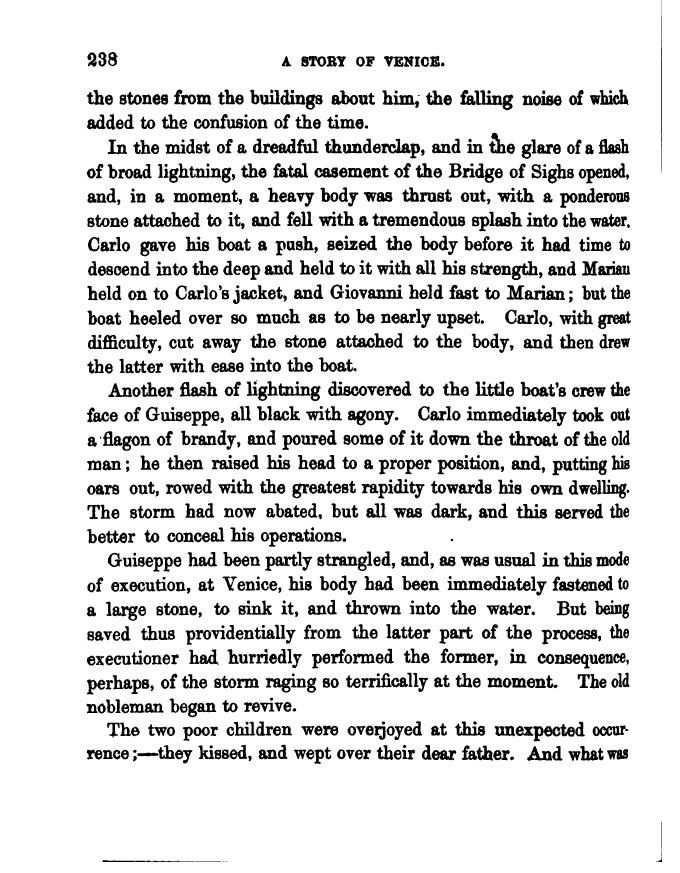 238 A STORY OF VENICE.
the stones from the buildings about him, the falling noise of which
added to the confusion of the time.
In the midst of a dreadful thunderclap, and in the glare of a flash
of broad lightning, the fatal casement of the Bridge of Sighs opened,
and, in a moment, a heavy body was thrust out, with a ponderous
stone attached to it, and fell with a tremendous splash into the water.
Carlo gave his boat a push, seized the body before it had time to
descend into the deep and held to it with all his strength, and Marian
held on to Carlo's jacket, and Giovanni held fast to Marian; but the
boat heeled over so much as to be nearly upset. Carlo, with great
difficulty, cut away the stone attached to the body, and then drew
the latter with ease into the boat.
Another flash of lightning discovered to the little boat's crew the
face of Guiseppe, all black with agony. Carlo immediately took out
a flagon of brandy, and poured some of it down the throat of the old
man; he then raised his head to a proper position, and, putting his
oars out, rowed with the greatest rapidity towards his own dwelling.
The storm had now abated, but all was dark, and this served the
better to conceal his operations.
Guiseppe had been partly strangled, and, as was usual in this mode
of execution, at Venice, his body had been immediately fastened to
a large stone, to sink it, and thrown into the water. But being
saved thus providentially from the latter part of the process, the
executioner had hurriedly performed the former, in consequence,
perhaps, of the storm raging so terrifically at the moment. The old
nobleman began to revive.
The two poor children were overjoyed at this unexpected occur-
rence;—they kissed, and wept over their dear father. And what was